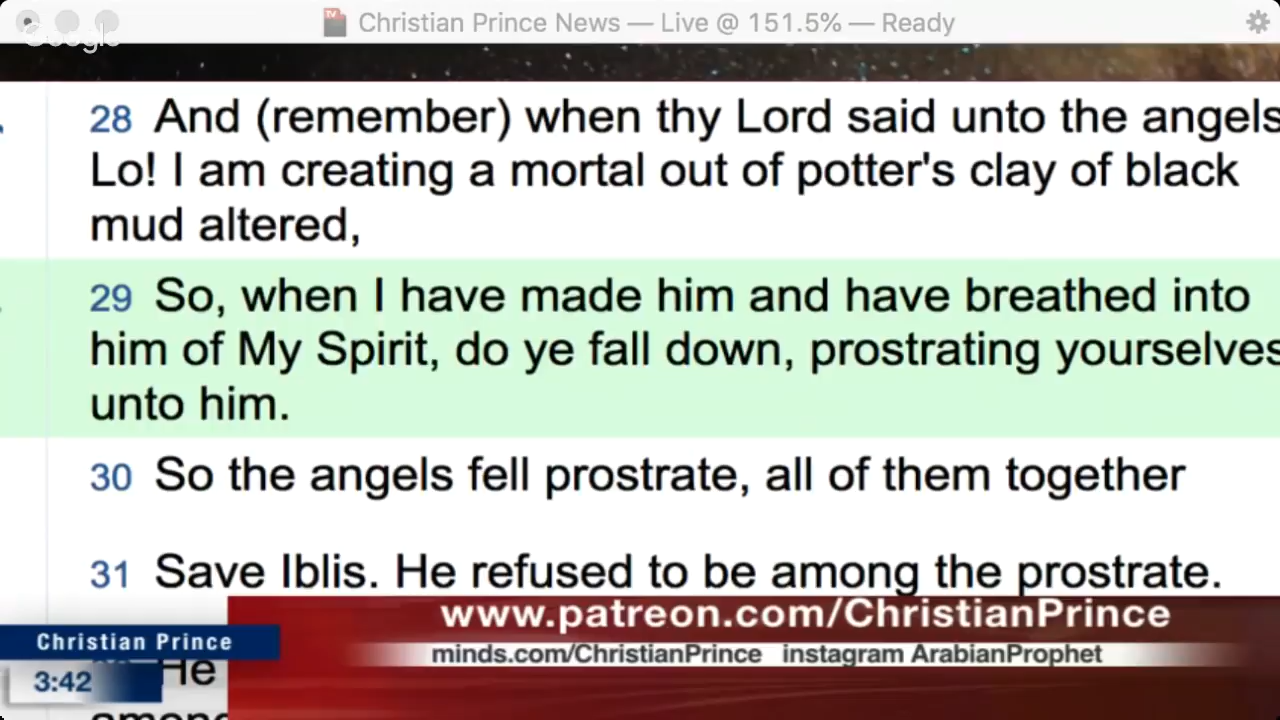 Christian Prince News — Live @ 151.5% — Ready
Google
28 And (remember) when thy Lord said unto the angels
Lo! I am creating a mortal out of potter's clay of black
mud altered,
29 So, when I have made him and have breathed into
him of My Spirit, do ye fall down, prostrating yourselves
unto him.
30 So the angels fell prostrate, all of them together
31 Save Iblis. He refused to be among the prostrate.
www.patreon.com/ChristianPrince
Christian Prince
minds.com/ChristianPrince instagram ArabianProphet
He
3:42